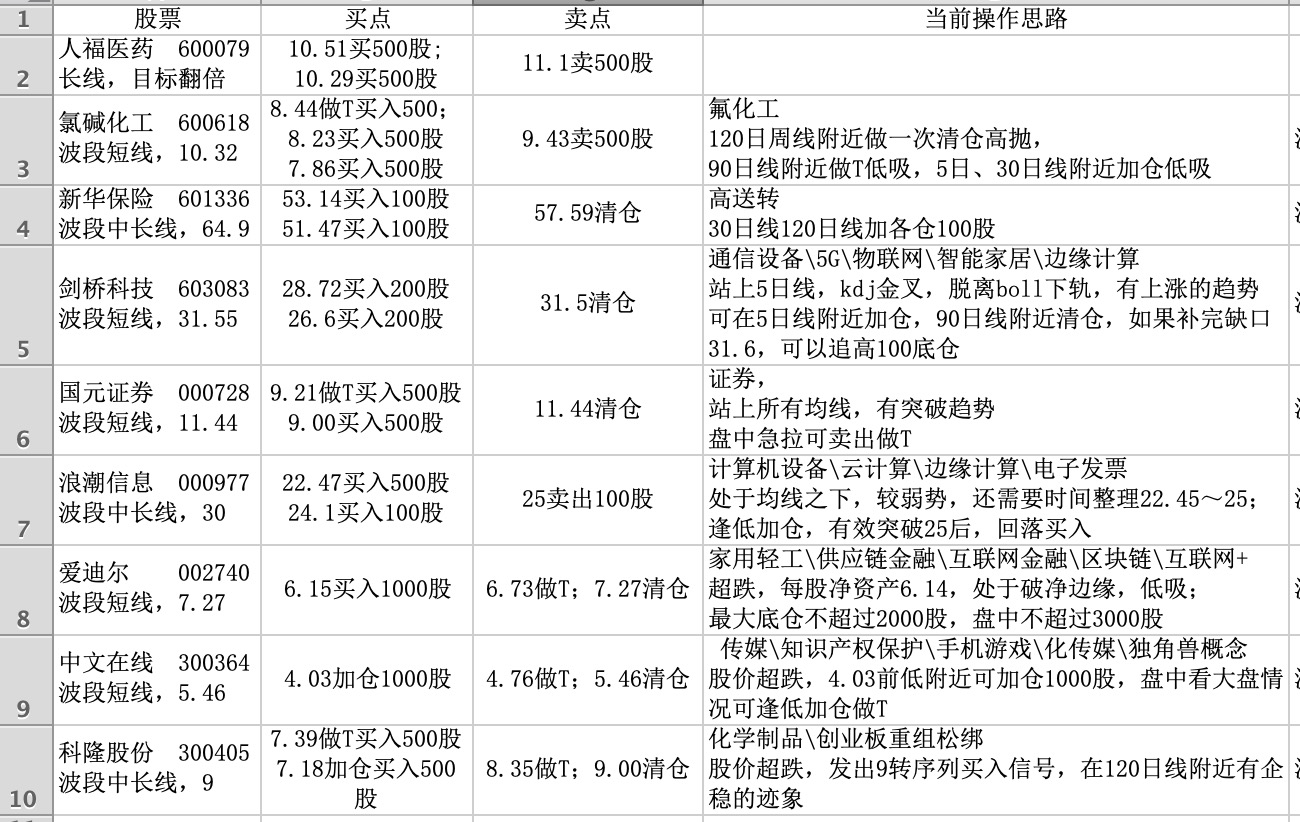 股票 买点 卖点 当前操作思路
1
人福医药 600079
长线，目标翻倍
10.51买500股;
10.29买500股
11.1卖500股
2
氯碱化工 600618
波段短线，10.32
8.44做T买入500;
8.23买入500股
7.86买入500股
9.43卖500股
氟化工
120日周线附近做一次清仓高抛，
90日线附近做T低吸，5日、30日线附近加仓低吸
3
新华保险 601336
波段中长线，64.9
53.14买入100股
51.47买入100股
57.59清仓
高送转
30日线120日线加各仓100股
4
剑桥科技 603083
波段短线，31.55
28.72买入200股
26.6买入200股
31.5清仓
通信设备\5G\物联网\智能家居\边缘计算
站上5日线，kdj金叉，脱离boll下轨，有上涨的趋势
可在5日线附近加仓，90日线附近清仓，如果补完缺口
31.6，可以追高100底仓
5
国元证券 000728
波段短线，11.44
9.21做T买入500股
9.00买入500股
11.44清仓
证券，
站上所有均线，有突破趋势
盘中急拉可卖出做T
6
浪潮信息 000977
波段中长线，30
22.47买入500股
24.1买入100股
25卖出100股
计算机设备\云计算\边缘计算\电子发票
处于均线之下，较弱势，还需要时间整理22.45～25；
逢低加仓，有效突破25后，回落买入
7
爱迪尔 002740
波段短线，7.27
6.15买入1000股
6.73做T；7.27清仓
家用轻工\供应链金融\互联网金融\区块链\互联网+
超跌，每股净资产6.14，处于破净边缘，低吸；
最大底仓不超过2000股，盘中不超过3000股
8
中文在线 300364
波段短线，5.46
4.03加仓1000股
4.76做T；5.46清仓
传媒\知识产权保护\手机游戏\化传媒\独角兽概念
股价超跌，4.03前低附近可加仓1000股，盘中看大盘情
况可逢低加仓做T
9
科隆股份 300405
波段中长线，9
7.39做T买入500股
7.18加仓买入500
股
8.35做T；9.00清仓
化学制品\创业板重组松绑
股价超跌，发出9转序列买入信号，在120日线附近有企
稳的迹象
10